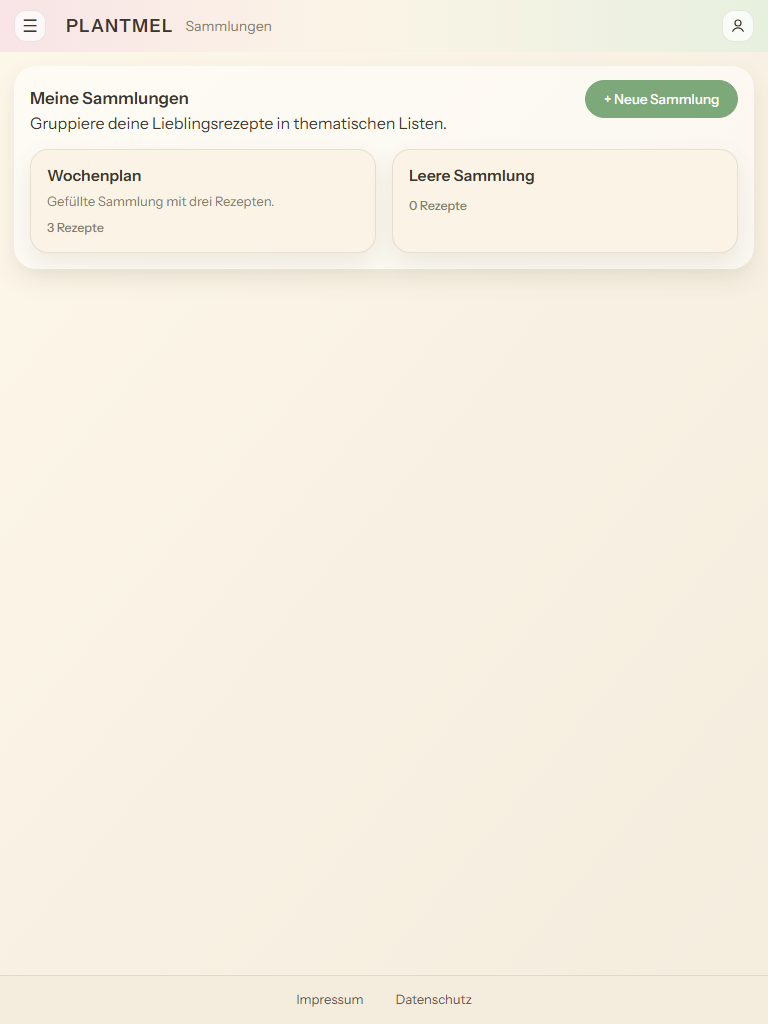 PLANTMEL Sammlungen
Meine Sammlungen
+ Neue Sammlung
Gruppiere deine Lieblingsrezepte in thematischen Listen.
Wochenplan
Gefüllte Sammlung mit drei Rezepten.
3 Rezepte
Leere Sammlung
0 Rezepte
Impressum Datenschutz